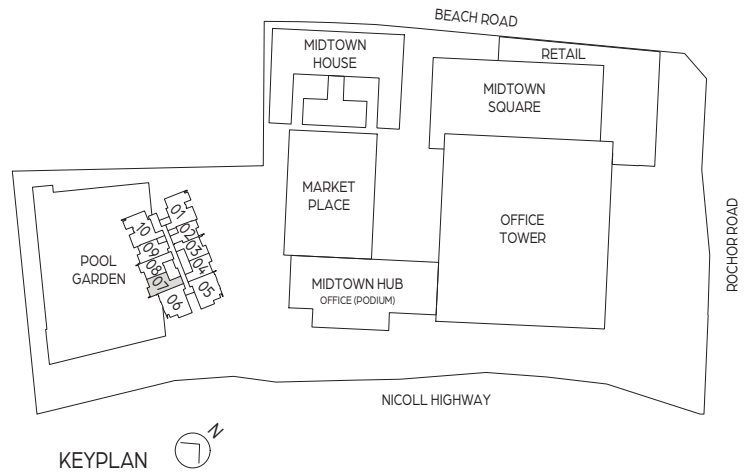 BEACH ROAD
MIDTOWN
HOUSE
RETAIL
MIDTOWN
SQUARE
MARKET
PLACE
OFFICE
TOWER
ROCHOR ROAD
01
02
03
04
05
10
09
08
07
06
POOL
GARDEN
MIDTOWN HUB
OFFICE (PODIUM)
NICOLL HIGHWAY
N
KEYPLAN